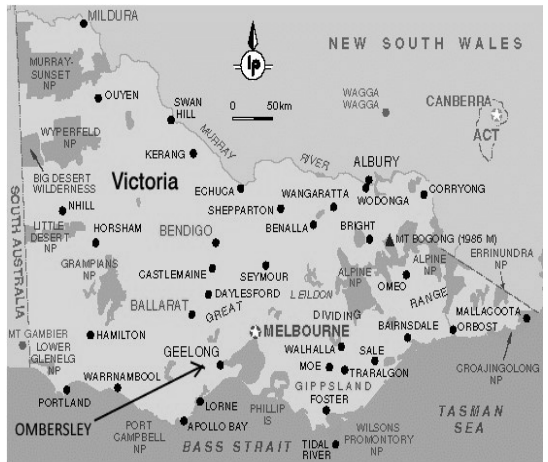 MILDURA
NEW SOUTH WALES
MURRAY-
SUNSET
NP
lp
OUYEN
WAGGA
WAGGA
CANBERRA
ACT
0 50km
SWAN
HILL
WYPERFELD
NP
MURRAY
RIVER
KERANG
BIG DESERT
WILDERNESS
Victoria
ALBURY
ECHUCA
WANGARATTA
WODONGA
CORRYONG
SOUTH AUSTRALIA
NHILL
SHEPPARTON
LITTLE
DESERT
NP
HORSHAM
BENDIGO
BENALLA
BRIGHT
MT BOGONG (1986 M)
GRAMPIANS
NP
CASTLEMAINE
SEYMOUR
ALPINE
NP
ALPINE
NP
ERRINUNDRA
NP
OMEO
DAYLESFORD
L EILDON
BALLARAT
GREAT
DIVIDING
RANGE
MALLACOOTA
MT GAMBIER
LOWER
GLENELG
NP
HAMILTON
MELBOURNE
BAIRNSDALE
ORBOST
WALHALLA
SALE
GEELONG
MOE
TRARALGON
CROAJINGOLONG
NP
WARRNAMBOOL
GIPPSLAND
PORTLAND
LORNE
PHILLIP
IS
FOSTER
OMBERSLEY
PORT
CAMPBELL
NP
APOLLO BAY
WILSONS
PROMONTORY
NP
TASMAN
SEA
BASS STRAIT
TIDAL
RIVER